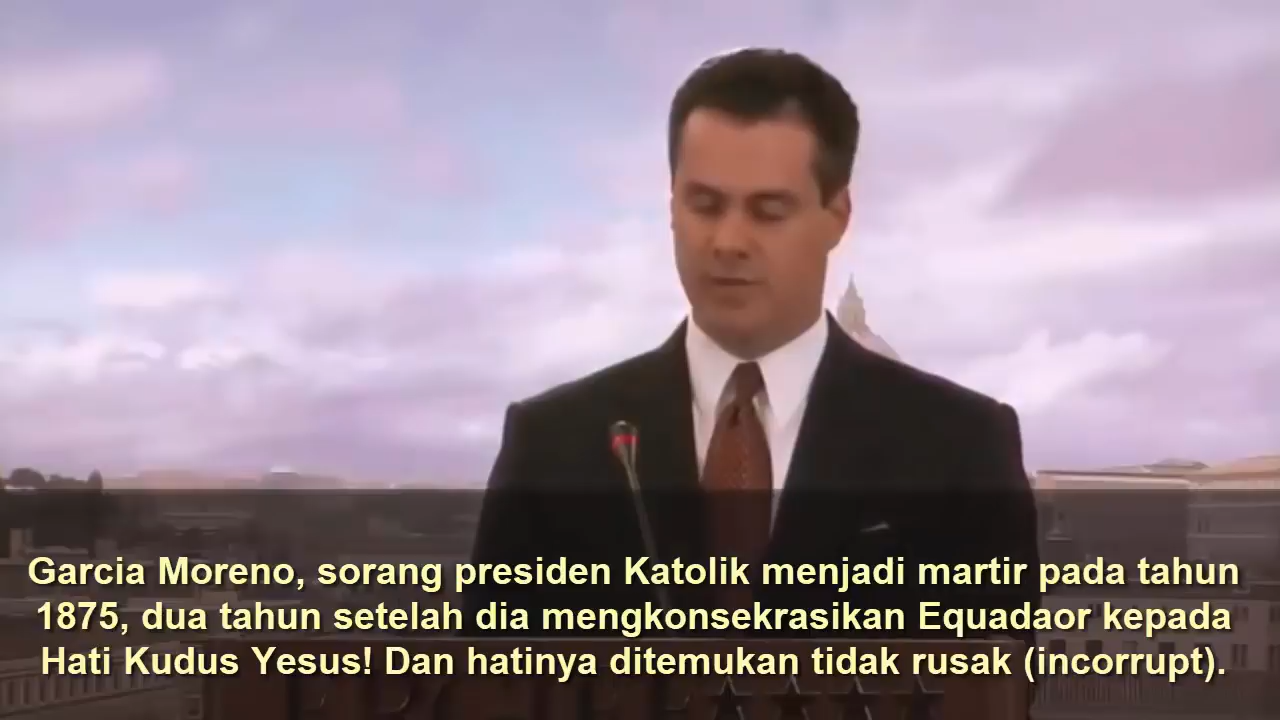 Garcia Moreno, sorang presiden Katolik menjadi martir pada tahun
1875, dua tahun setelah dia mengkonsekrasikan Equadaor kepada
Hati Kudus Yesus! Dan hatinya ditemukan tidak rusak (incorrupt).